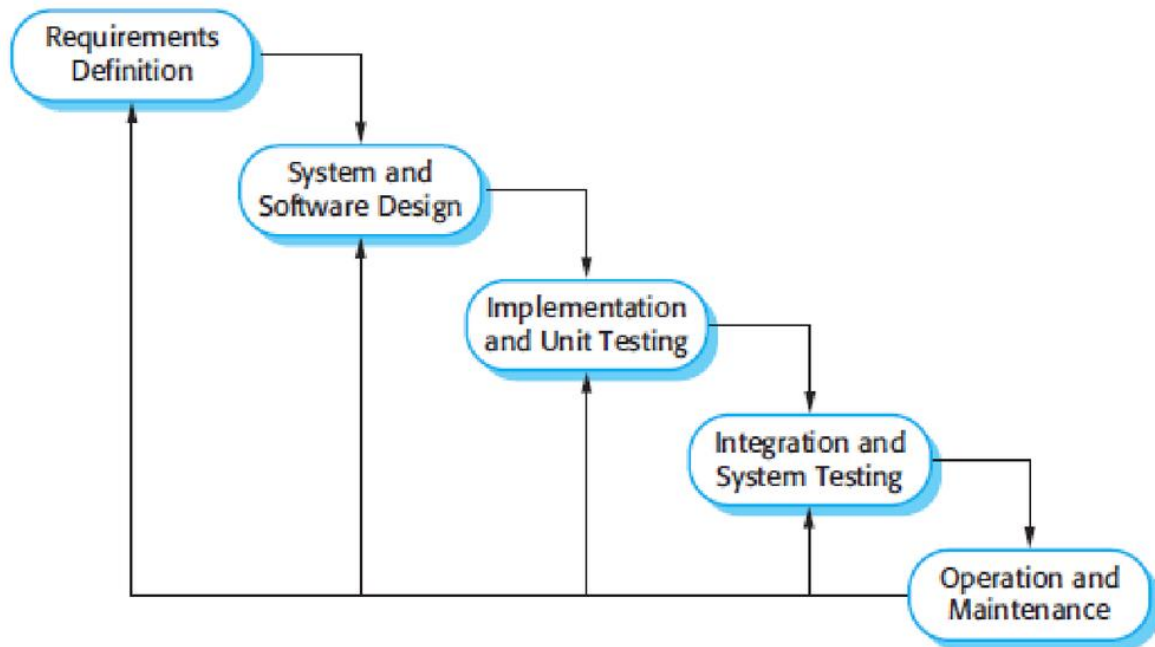 Requirements
Definition
System and
Software Design
Implementation
and Unit Testing
Integration and
System Testing
Operation and
Maintenance